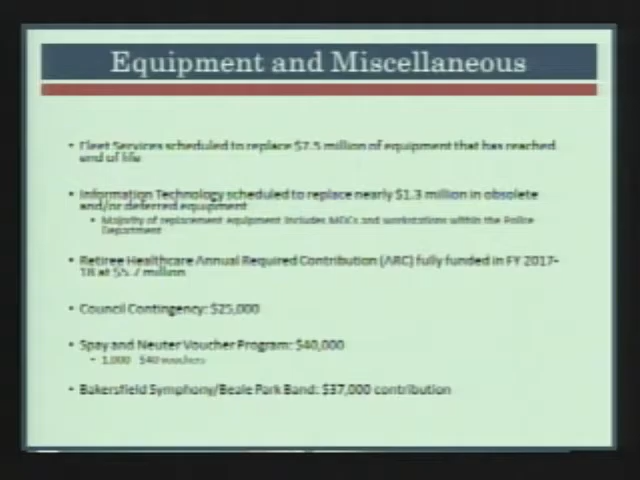 Equipment and Miscellaneous
• Fleet Services scheduled to replace $7.5 million of equipment that has reached
end of life
• Information Technology scheduled to replace nearly $1.3 million in obsolete
and/or deferred equipment
• Majority of replacement equipment includes MDCs and workstations within the Police
Department
• Retiree Healthcare Annual Required Contribution (ARC) fully funded in FY 2017-
18 at $5.7 million
• Council Contingency: $25,000
• Spay and Neuter Voucher Program: $40,000
• 1,000 $40 vouchers
• Bakersfield Symphony/Beale Park Band: $37,000 contribution